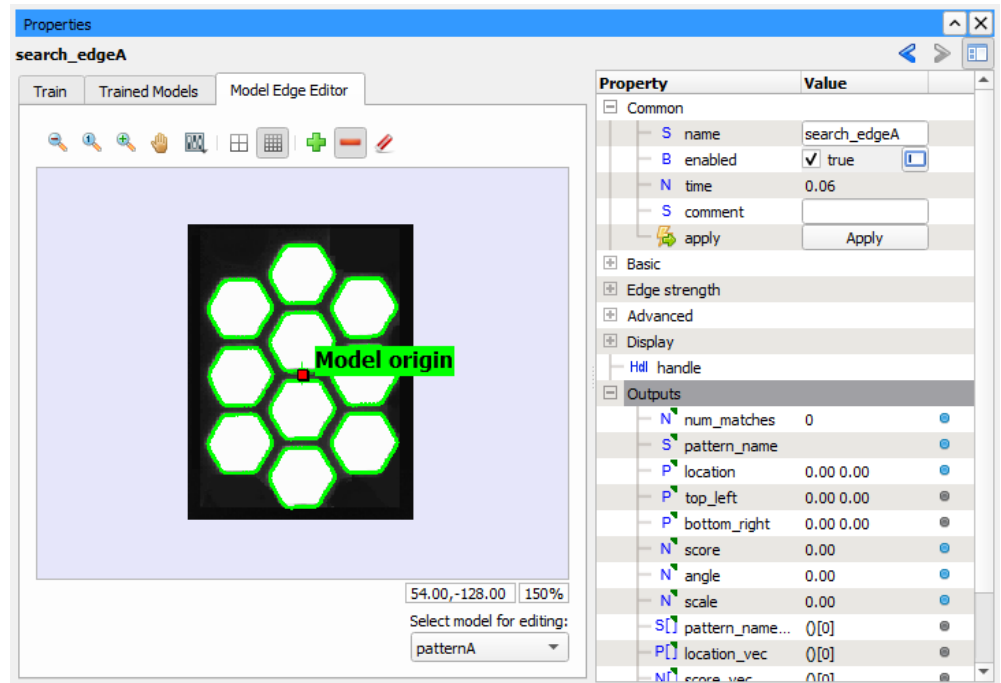 Properties
search_edgeA
Train Trained Models Model Edge Editor
Model origin
54.00,-128.00 150%
Select model for editing:
patternA
Property Value
Common
S name search_edgeA
B enabled true
N time 0.06
S comment
apply Apply
Basic
Edge strength
Advanced
Display
Hdl handle
Outputs
N num_matches 0
S pattern_name
P location 0.00 0.00
P top_left 0.00 0.00
P bottom_right 0.00 0.00
N score 0.00
N angle 0.00
N scale 0.00
S[] pattern_name... ()[0]
P[] location_vec ()[0]
N[] score_vec ()[0]